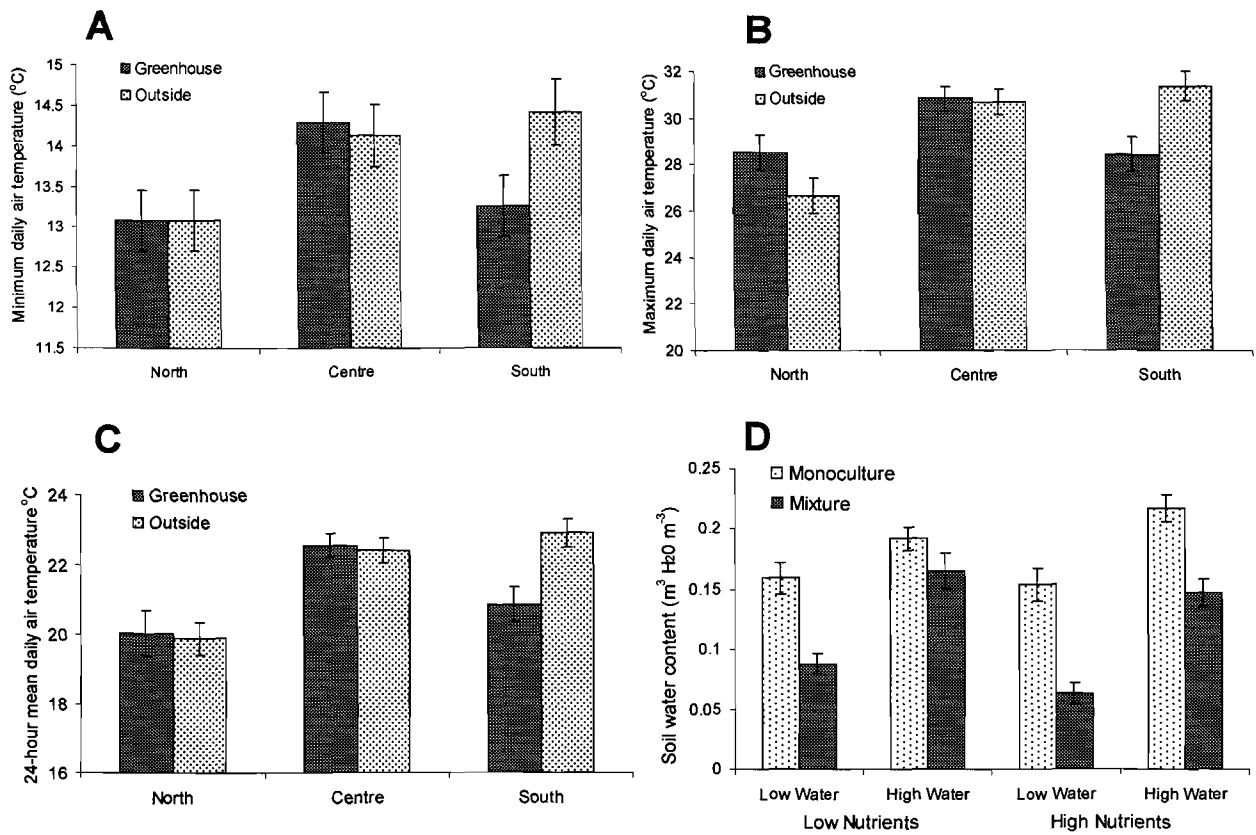 A
Minimum daily air temperature (°C)
15
14.5
14
13.5
13
12.5
12
11.5
Greenhouse
Outside
North Centre South
B
Maximum daily air temperature (°C)
32
30
28
26
24
22
20
Greenhouse
Outside
North Centre South
C
24-hour mean daily air temperature °C
24
22
20
18
16
Greenhouse
Outside
North Centre South
D
Soil water content (m³ H₂0 m⁻³)
0.25
0.2
0.15
0.1
0.05
0
Monoculture
Mixture
Low Water High Water Low Water High Water
Low Nutrients High Nutrients